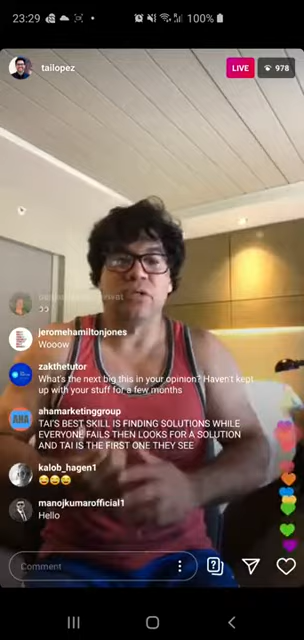 23:29
100%
tailopez
LIVE
978
jeromehamiltonjones
Wooow
zakthetutor
What's the next big this in your opinion? Haven't kept
up with your stuff for a few months
ahamarketinggroup
AHA
TAI'S BEST SKILL IS FINDING SOLUTIONS WHILE
EVERYONE FAILS THEN LOOKS FOR A SOLUTION
AND TAI IS THE FIRST ONE THEY SEE
kalob_hagen1
😂😂😂
manojkumarofficial1
Hello
Comment